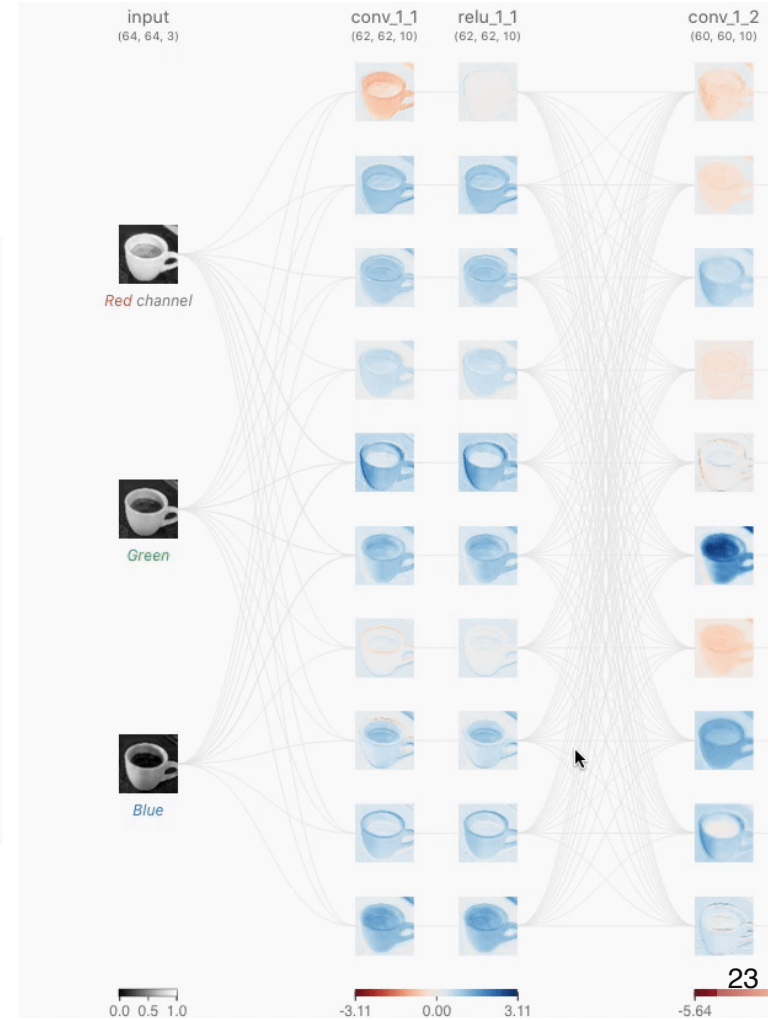 input
(64, 64, 3)
conv_1_1
(62, 62, 10)
relu_1_1
(62, 62, 10)
conv_1_2
(60, 60, 10)
Red channel
Green
Blue
0.0 0.5 1.0
-3.11 0.00 3.11
-5.64
23